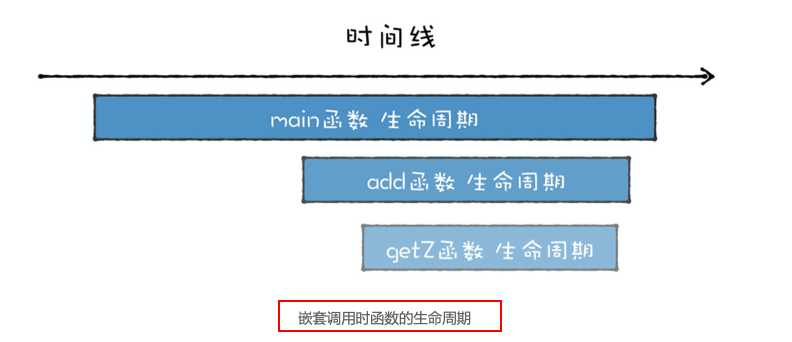 时间线
main函数 生命周期
add函数 生命周期
getZ函数 生命周期
嵌套调用时函数的生命周期